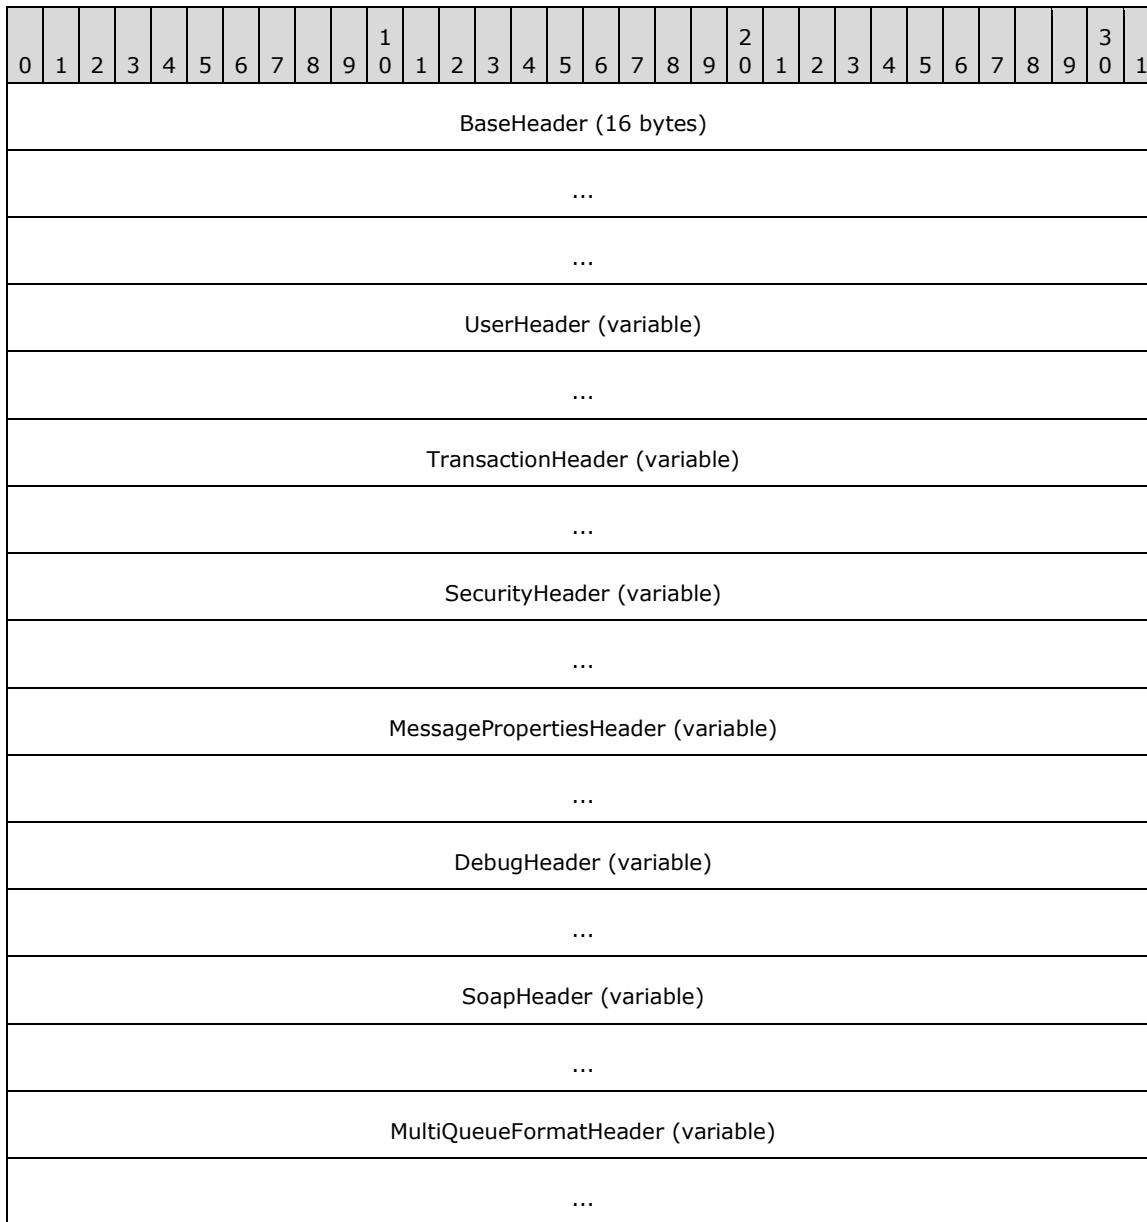 1 2 3
0 1 2 3 4 5 6 7 8 9 0 1 2 3 4 5 6 7 8 9 0 1 2 3 4 5 6 7 8 9 0 1
BaseHeader (16 bytes)
...
...
UserHeader (variable)
...
TransactionHeader (variable)
...
SecurityHeader (variable)
...
MessagePropertiesHeader (variable)
...
DebugHeader (variable)
...
SoapHeader (variable)
...
MultiQueueFormatHeader (variable)
...